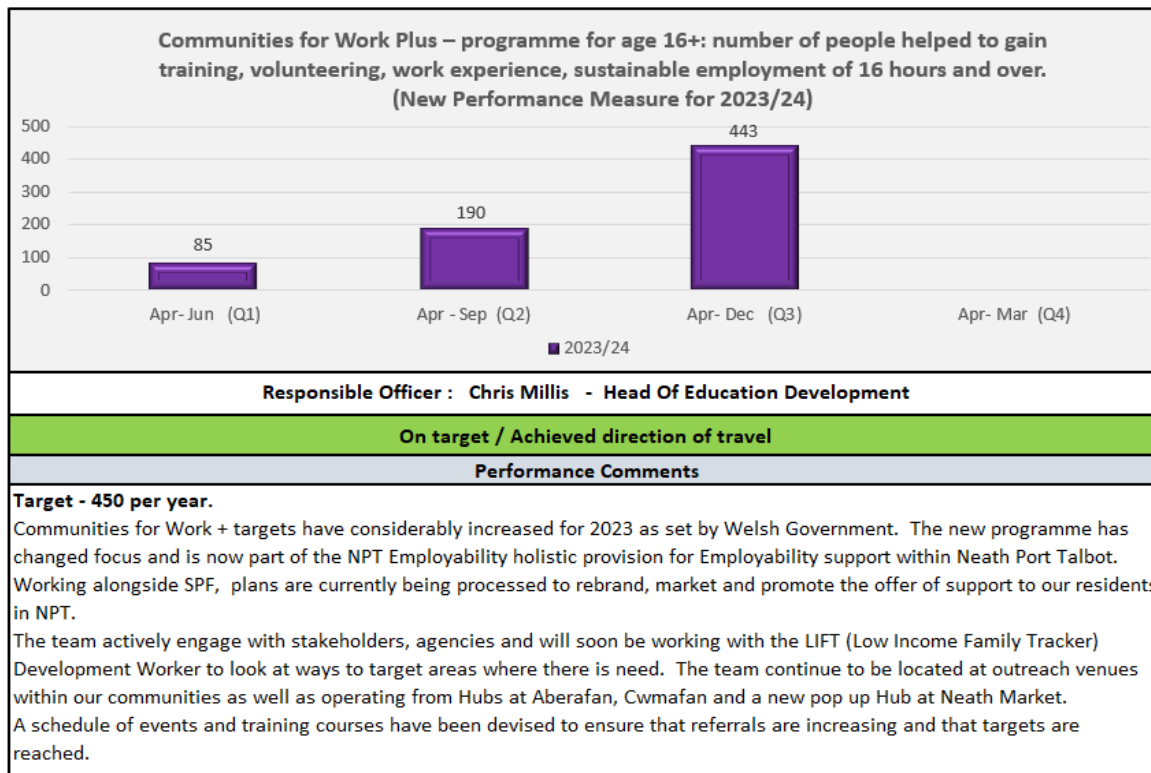 Communities for Work Plus – programme for age 16+: number of people helped to gain
training, volunteering, work experience, sustainable employment of 16 hours and over.
(New Performance Measure for 2023/24)
500
400
300
200
100
0
85
190
443
Apr- Jun (Q1)
Apr - Sep (Q2)
Apr- Dec (Q3)
Apr- Mar (Q4)
2023/24
Responsible Officer : Chris Millis - Head Of Education Development
On target / Achieved direction of travel
Performance Comments
Target - 450 per year.
Communities for Work + targets have considerably increased for 2023 as set by Welsh Government. The new programme has
changed focus and is now part of the NPT Employability holistic provision for Employability support within Neath Port Talbot.
Working alongside SPF, plans are currently being processed to rebrand, market and promote the offer of support to our residents
in NPT.
The team actively engage with stakeholders, agencies and will soon be working with the LIFT (Low Income Family Tracker)
Development Worker to look at ways to target areas where there is need. The team continue to be located at outreach venues
within our communities as well as operating from Hubs at Aberafan, Cwmafan and a new pop up Hub at Neath Market.
A schedule of events and training courses have been devised to ensure that referrals are increasing and that targets are
reached.